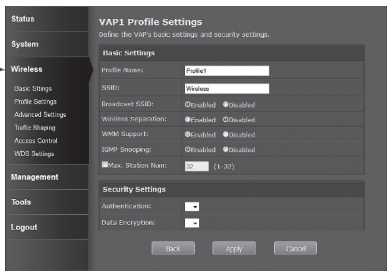 Status
System
Wireless
Basic Sttings
Profile Settings
Advanced Settings
Traffic Shaping
Access Control
WDS Settings
Management
Tools
Logout
VAP1 Profile Settings
Define the VAP's basic settings and security settings.
Basic Settings
Profile Name: Profile1
SSID: Wireless
Broadcast SSID: Enabled Disabled
Wireless Separation: Enabled Disabled
WMM Support: Enabled Disabled
IGMP Snooping: Enabled Disabled
Max. Station Num: 32 (1-32)
Security Settings
Authentication:
Data Encryption:
Back Apply Cancel